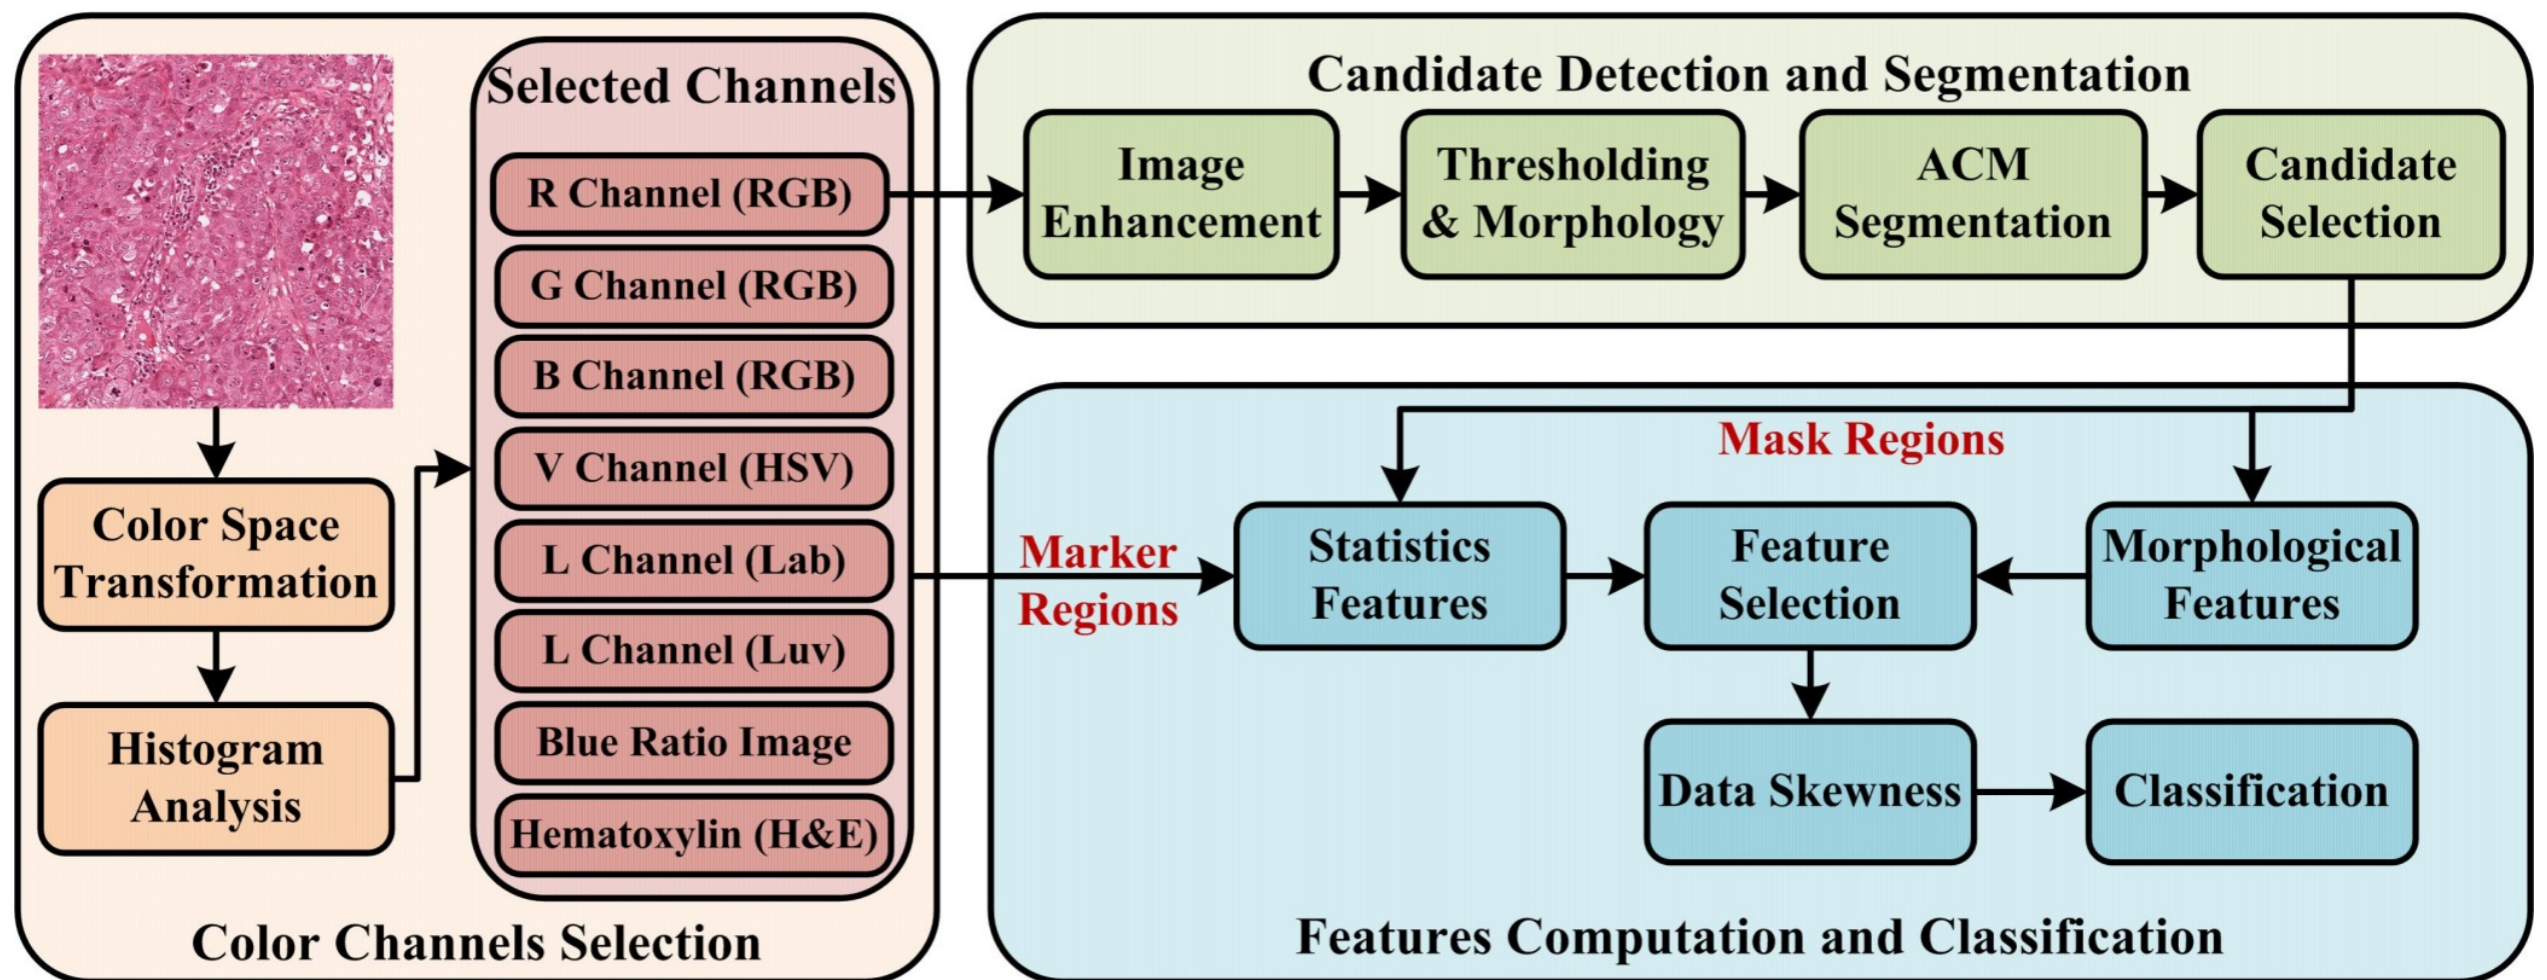 Selected Channels
R Channel (RGB)
G Channel (RGB)
B Channel (RGB)
V Channel (HSV)
L Channel (Lab)
L Channel (Luv)
Blue Ratio Image
Hematoxylin (H&E)
Color Space
Transformation
Histogram
Analysis
Color Channels Selection
Candidate Detection and Segmentation
Image
Enhancement
Thresholding
& Morphology
ACM
Segmentation
Candidate
Selection
Mask Regions
Marker
Regions
Statistics
Features
Feature
Selection
Morphological
Features
Data Skewness
Classification
Features Computation and Classification